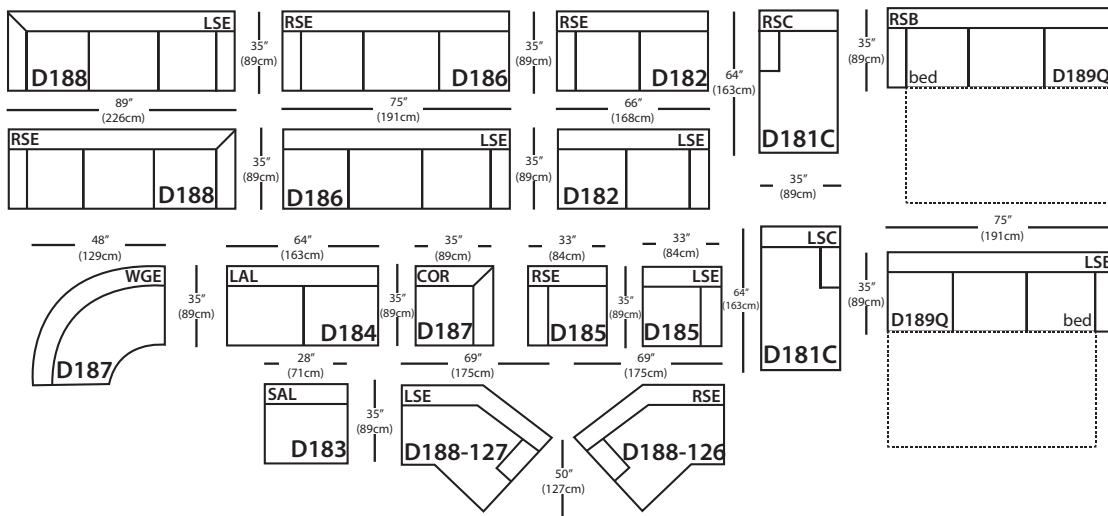 LSE
D188
35″
(89cm)
RSE
D186
35″
(89cm)
RSE
D182
64″
(163cm)
RSC
D181C
35″
(89cm)
RSB
bed
D189Q
89″
(226cm)
75″
(191cm)
66″
(168cm)
RSE
D188
35″
(89cm)
LSE
D186
35″
(89cm)
LSE
D182
35″
(89cm)
75″
(191cm)
48″
(129cm)
WGE
D187
35″
(89cm)
64″
(163cm)
LAL
D184
35″
(89cm)
35″
(89cm)
COR
D187
33″
(84cm)
RSE
D185
35″
(89cm)
33″
(84cm)
LSE
D185
64″
(163cm)
LSC
D181C
35″
(89cm)
LSE
D189Q
bed
28″
(71cm)
SAL
D183
35″
(89cm)
69″
(175cm)
LSE
D188-127
69″
(175cm)
RSE
D188-126
50″
(127cm)